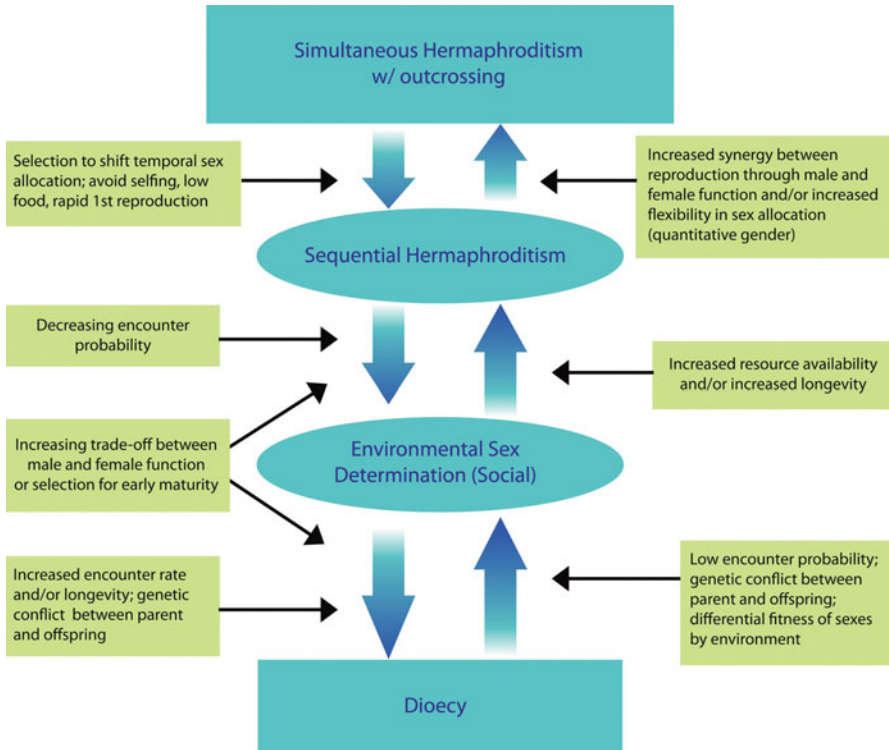 Simultaneous Hermaphroditism
w/ outcrossing
Selection to shift temporal sex
allocation; avoid selfing, low
food, rapid 1st reproduction
Increased synergy between
reproduction through male and
female function and/or increased
flexibility in sex allocation
(quantitative gender)
Sequential Hermaphroditism
Decreasing encounter
probability
Increased resource availability
and/or increased longevity
Increasing trade-off between
male and female function
or selection for early maturity
Environmental Sex
Determination (Social)
Increased encounter rate
and/or longevity; genetic
conflict between parent
and offspring
Low encounter probability;
genetic conflict between
parent and offspring;
differential fitness of sexes
by environment
Dioecy